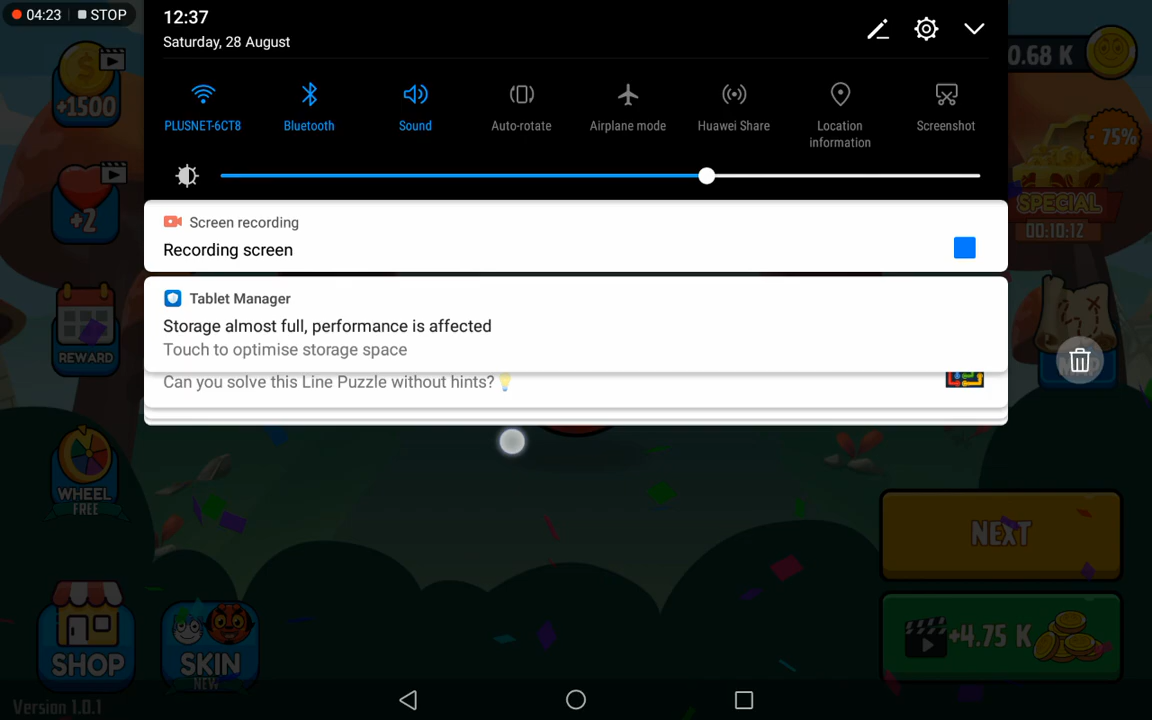 04:23 STOP
12:37
Saturday, 28 August
PLUSNET-6CT8
Bluetooth
Sound
Auto-rotate
Airplane mode
Huawei Share
Location
information
Screenshot
Screen recording
Recording screen
Tablet Manager
Storage almost full, performance is affected
Touch to optimise storage space
Can you solve this Line Puzzle without hints?💡
+1500
+2
REWARD
WHEEL
FREE
SHOP
SKIN
NEW
Version 1.0.1
0.68 K
- 75%
SPECIAL
00:10:12
NEXT
+4.75 K